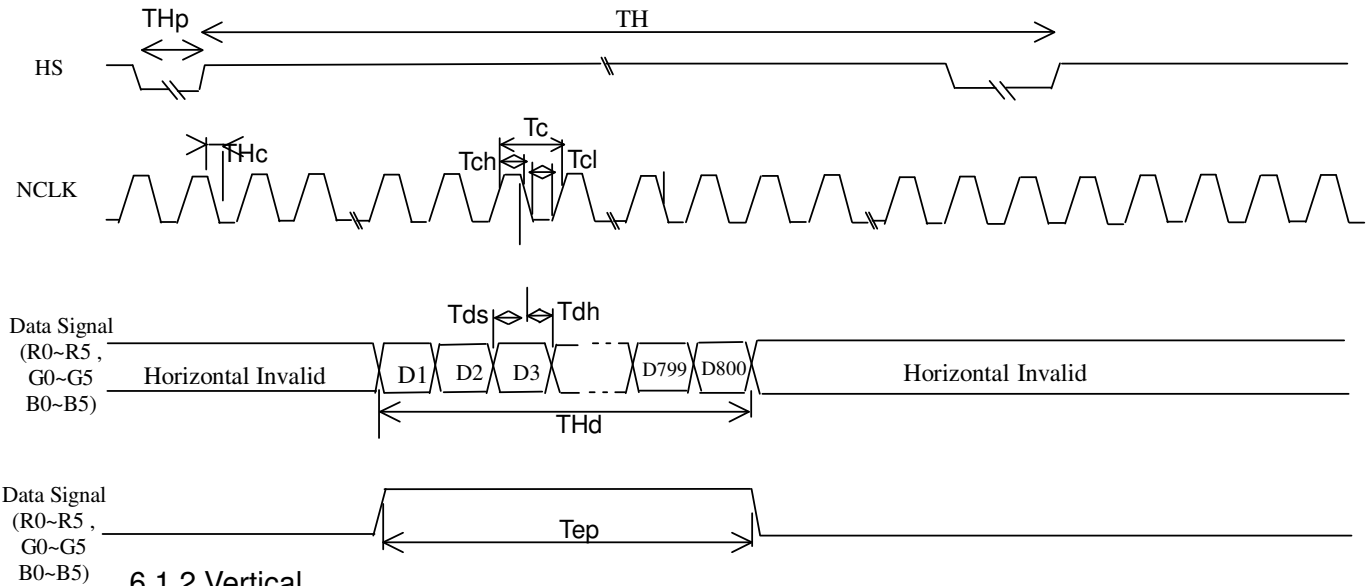 THp
TH
HS
Tc
THc
Tch
Tcl
NCLK
Tds
Tdh
Data Signal
(R0~R5 ,
G0~G5
B0~B5)
Horizontal Invalid
D1
D2
D3
D799
D800
Horizontal Invalid
THd
Data Signal
(R0~R5 ,
G0~G5
B0~B5)
Tep
6.1.2 Vertical